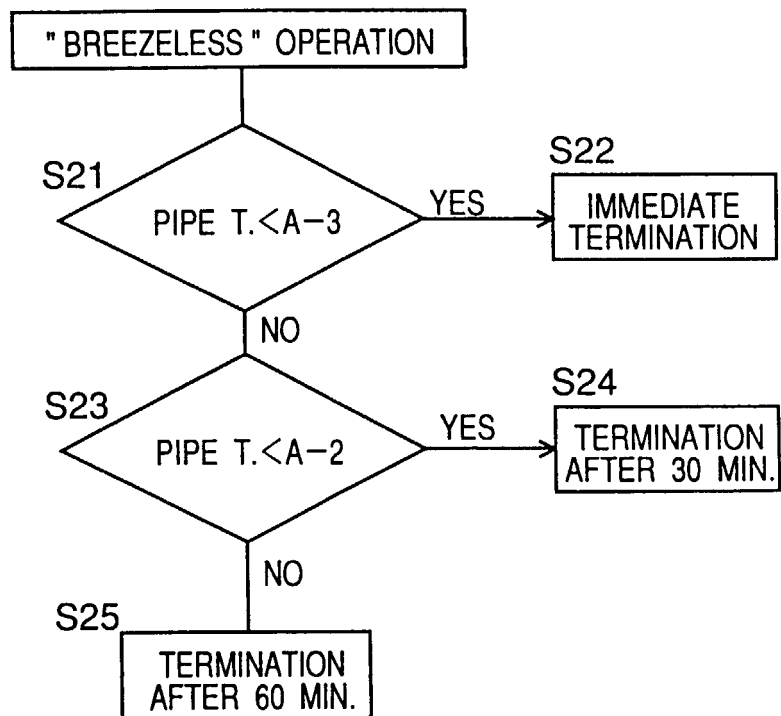 "BREEZELESS" OPERATION
S21
PIPE T.<A-3
YES
S22
IMMEDIATE
TERMINATION
NO
S23
PIPE T.<A-2
YES
S24
TERMINATION
AFTER 30 MIN.
NO
S25
TERMINATION
AFTER 60 MIN.